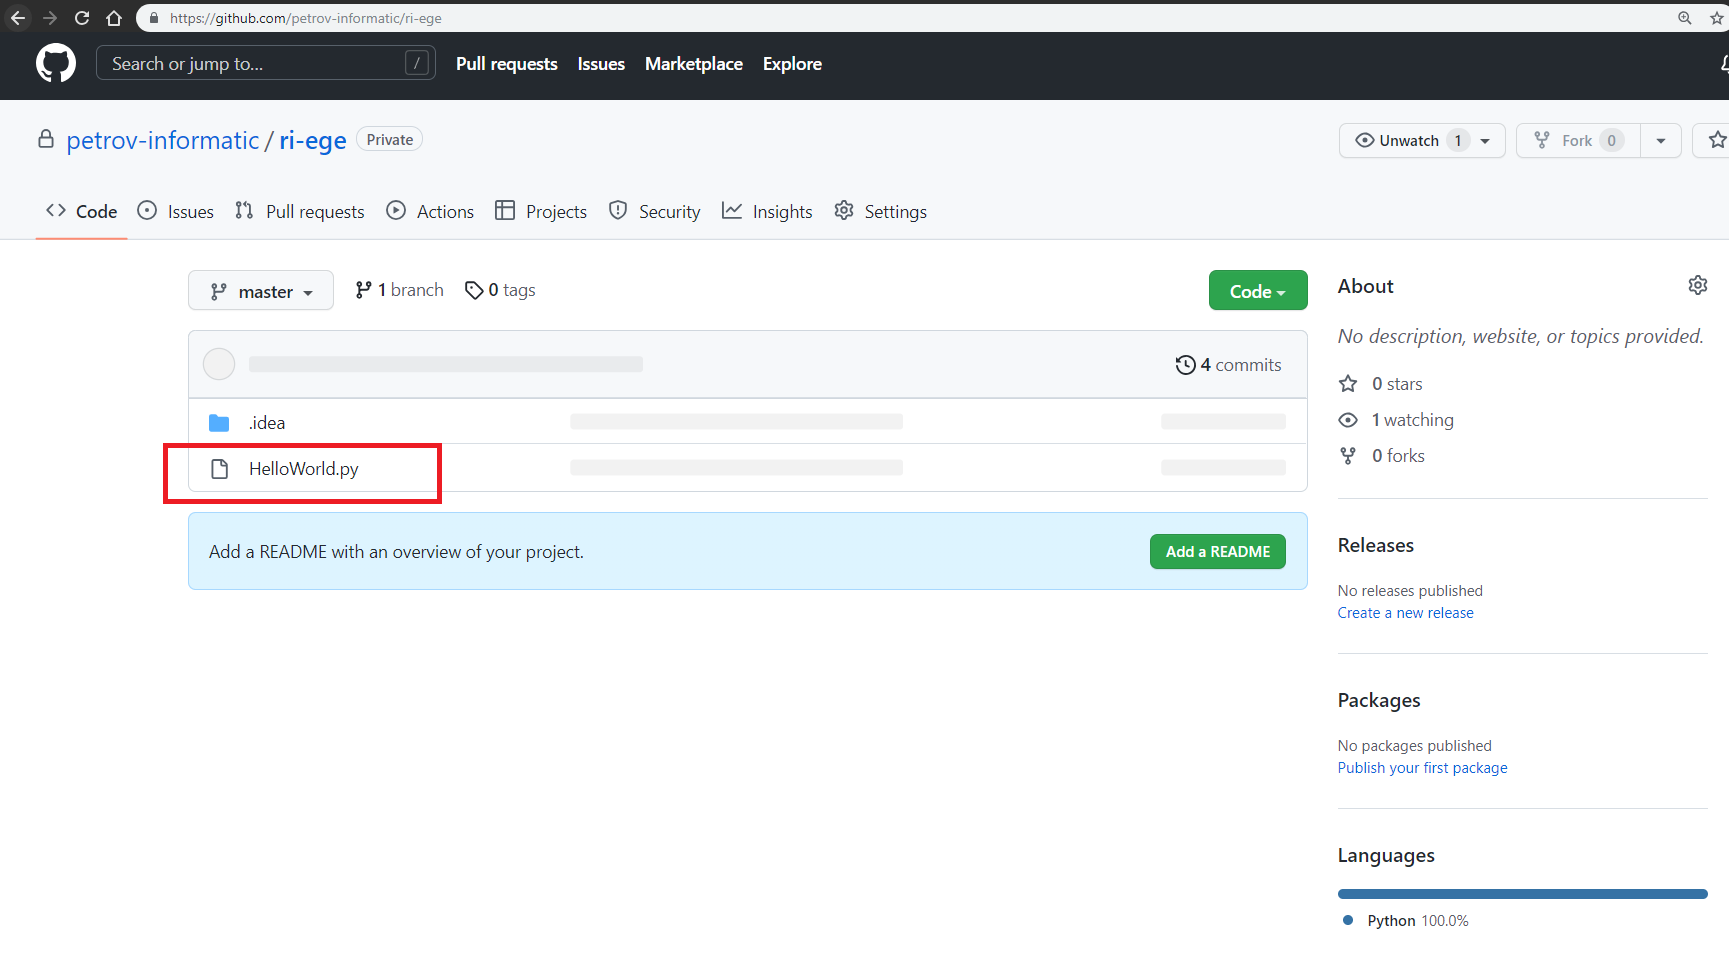 https://github.com/petrov-informatic/ri-ege
Search or jump to... / Pull requests Issues Marketplace Explore
petrov-informatic / ri-ege Private Unwatch 1 Fork 0
Code Issues Pull requests Actions Projects Security Insights Settings
master 1 branch 0 tags Code
4 commits
.idea
HelloWorld.py
Add a README with an overview of your project. Add a README
About
No description, website, or topics provided.
0 stars
1 watching
0 forks
Releases
No releases published
Create a new release
Packages
No packages published
Publish your first package
Languages
Python 100.0%